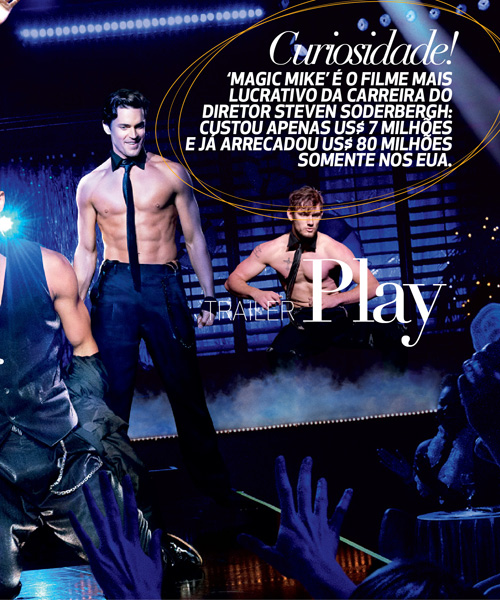 Curiosidade!
'MAGIC MIKE' É O FILME MAIS
LUCRATIVO DA CARREIRA DO
DIRETOR STEVEN SODERBERGH:
CUSTOU APENAS US$ 7 MILHÕES
E JÁ ARRECADOU US$ 80 MILHÕES
SOMENTE NOS EUA.
TRAILER Play